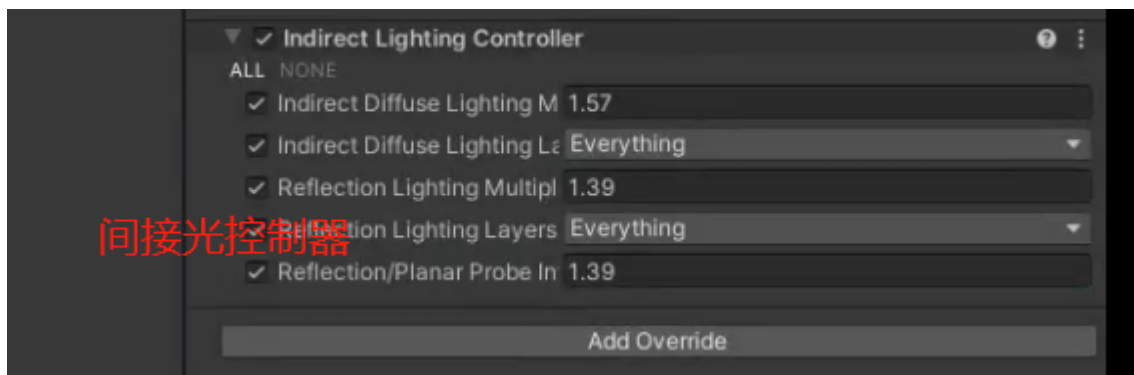 Indirect Lighting Controller
ALL NONE
Indirect Diffuse Lighting M 1.57
Indirect Diffuse Lighting La Everything
Reflection Lighting Multipl 1.39
间接光控制器
Reflection Lighting Layers Everything
Reflection/Planar Probe In 1.39
Add Override